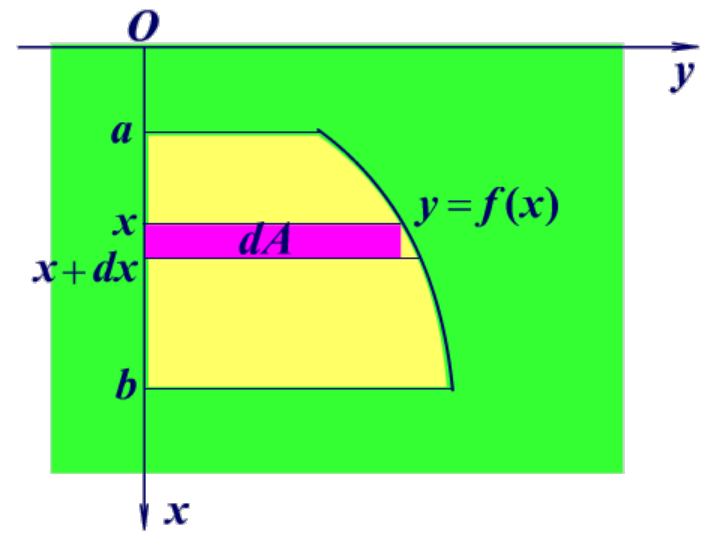 O
y
a
y = f(x)
x
dA
x + dx
b
x